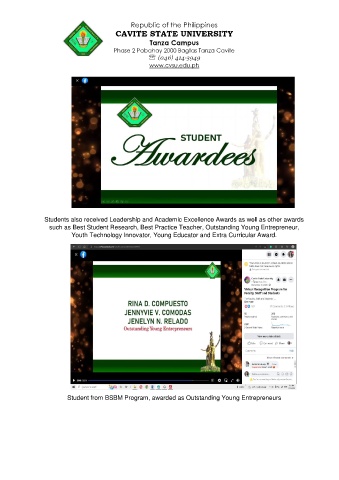 Republic of the Philippines
CAVITE STATE UNIVERSITY
Tanza Campus
Phase 2 Pabahay 2000 Bagtas Tanza Cavite
☏ (046) 424-3949
www.cvsu.edu.ph
STUDENT
Awardees
Students also received Leadership and Academic Excellence Awards as well as other awards
such as Best Student Research, Best Practice Teacher, Outstanding Young Entrepreneur,
Youth Technology Innovator, Young Educator and Extra Curricular Award.
RINA D. COMPUESTO
JENNYVIE V. COMODAS
JENELYN N. RELADO
Outstanding Young Entrepreneurs
Student from BSBM Program, awarded as Outstanding Young Entrepreneurs